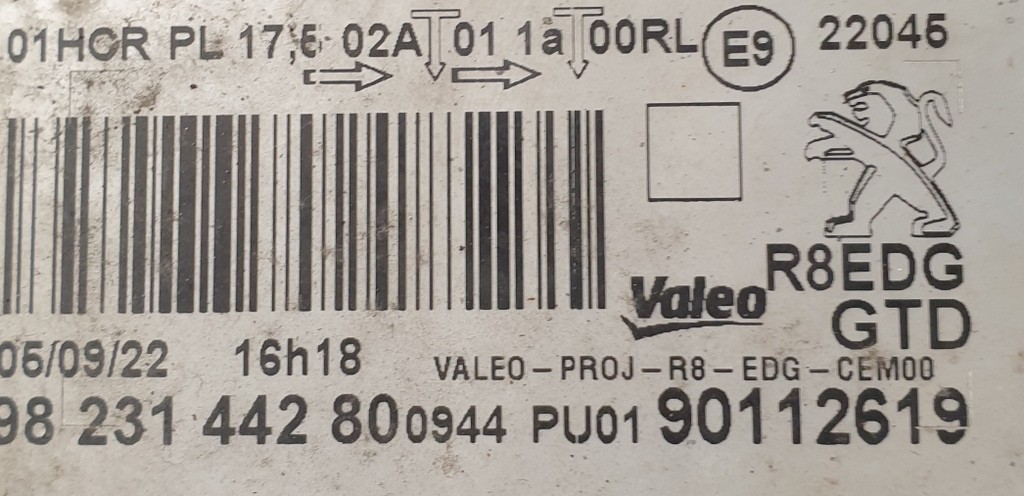 01HCR PL 17,5 02A 01 1a 00RL E9 22046
R8EDG
Valeo
GTD
05/09/22 16h18
VALEO-PROJ-R8-EDG-CEM00
98 231 442 80 0944 PU01 90112619